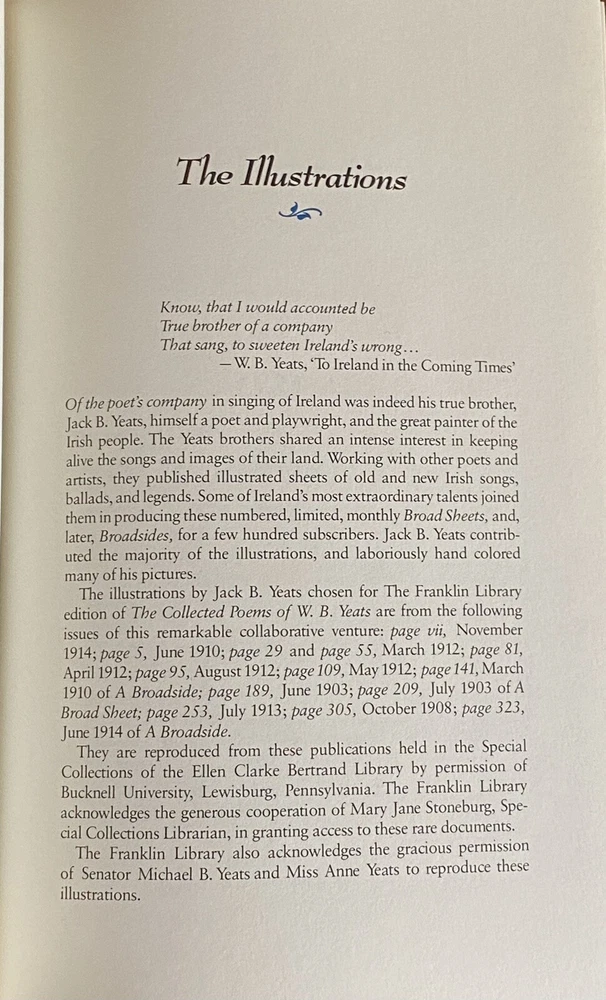 The Illustrations
Know, that I would accounted be
True brother of a company
That sang, to sweeten Ireland's wrong...
— W. B. Yeats, 'To Ireland in the Coming Times'
Of the poet's company in singing of Ireland was indeed his true brother,
Jack B. Yeats, himself a poet and playwright, and the great painter of the
Irish people. The Yeats brothers shared an intense interest in keeping
alive the songs and images of their land. Working with other poets and
artists, they published illustrated sheets of old and new Irish songs,
ballads, and legends. Some of Ireland's most extraordinary talents joined
them in producing these numbered, limited, monthly Broad Sheets, and,
later, Broadsides, for a few hundred subscribers. Jack B. Yeats contrib-
uted the majority of the illustrations, and laboriously hand colored
many of his pictures.
The illustrations by Jack B. Yeats chosen for The Franklin Library
edition of The Collected Poems of W. B. Yeats are from the following
issues of this remarkable collaborative venture: page vii, November
1914; page 5, June 1910; page 29 and page 55, March 1912; page 81,
April 1912; page 95, August 1912; page 109, May 1912; page 141, March
1910 of A Broadside; page 189, June 1903; page 209, July 1903 of A
Broad Sheet; page 253, July 1913; page 305, October 1908; page 323,
June 1914 of A Broadside.
They are reproduced from these publications held in the Special
Collections of the Ellen Clarke Bertrand Library by permission of
Bucknell University, Lewisburg, Pennsylvania. The Franklin Library
acknowledges the generous cooperation of Mary Jane Stoneburg, Spe-
cial Collections Librarian, in granting access to these rare documents.
The Franklin Library also acknowledges the gracious permission
of Senator Michael B. Yeats and Miss Anne Yeats to reproduce these
illustrations.